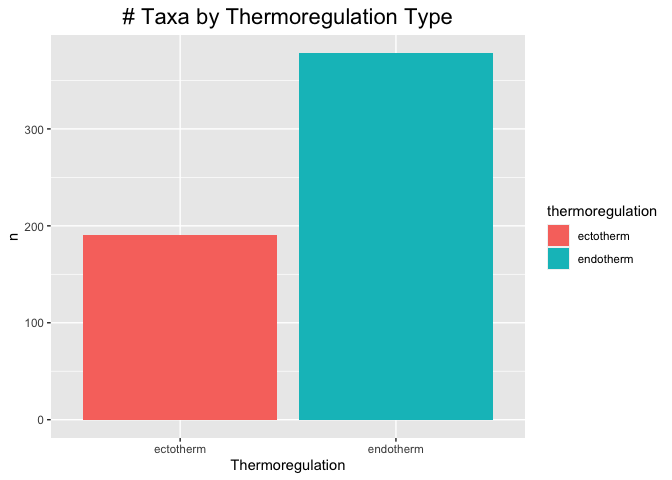 # Taxa by Thermoregulation Type
300
200
100
0
n
ectotherm
endotherm
Thermoregulation
thermoregulation
ectotherm
endotherm